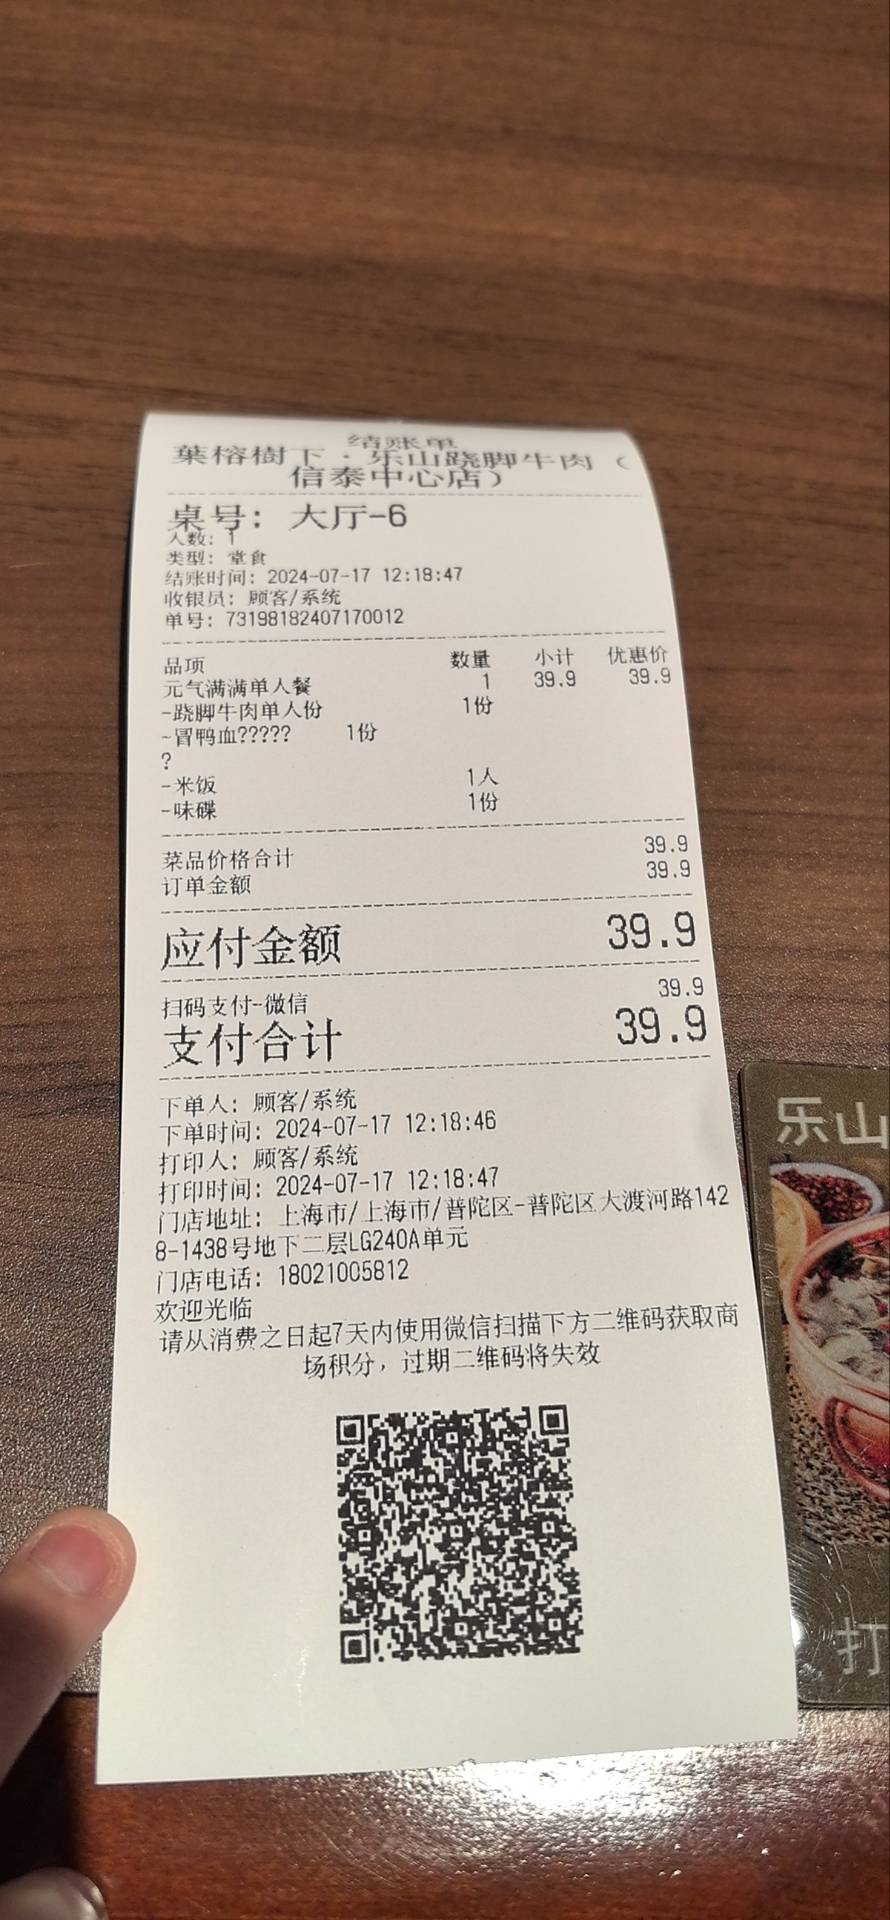 结账单
葉榕樹下·乐山跷脚牛肉（
信泰中心店）
桌号: 大厅-6
人数: 1
类型: 堂食
结账时间: 2024-07-17 12:18:47
收银员: 顾客/系统
单号: 73198182407170012
品项 数量 小计 优惠价
元气满满单人餐 1 39.9 39.9
-跷脚牛肉单人份 1份
-冒鸭血????? 1份
?
-米饭 1人
-味碟 1份
菜品价格合计 39.9
订单金额 39.9
应付金额 39.9
扫码支付-微信 39.9
支付合计 39.9
下单人: 顾客/系统
下单时间: 2024-07-17 12:18:46
打印人: 顾客/系统
打印时间: 2024-07-17 12:18:47
门店地址: 上海市/上海市/普陀区-普陀区大渡河路142
8-1438号地下二层LG240A单元
门店电话: 18021005812
欢迎光临
请从消费之日起7天内使用微信扫描下方二维码获取商
场积分，过期二维码将失效
乐山
打